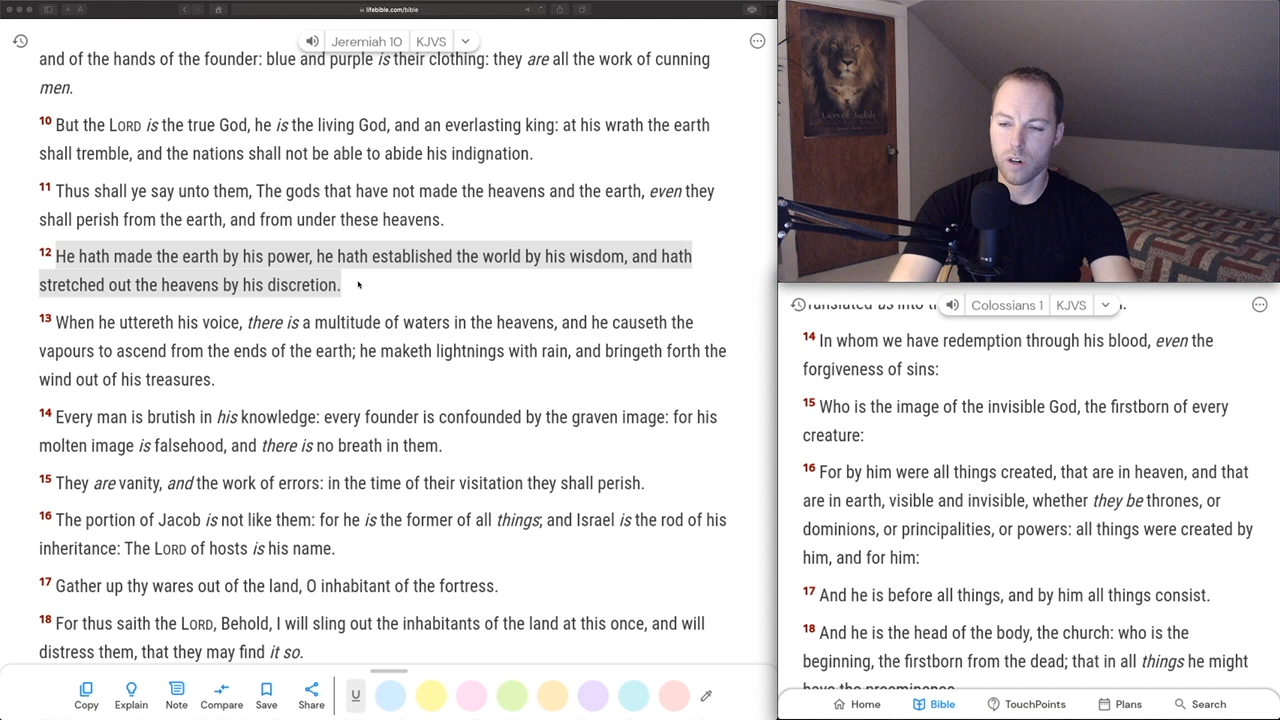 lifebible.com/bible
Jeremiah 10 KJVS
and of the hands of the founder: blue and purple is their clothing: they are all the work of cunning
men.
10 But the LORD is the true God, he is the living God, and an everlasting king: at his wrath the earth
shall tremble, and the nations shall not be able to abide his indignation.
11 Thus shall ye say unto them, The gods that have not made the heavens and the earth, even they
shall perish from the earth, and from under these heavens.
12 He hath made the earth by his power, he hath established the world by his wisdom, and hath
stretched out the heavens by his discretion.
13 When he uttereth his voice, there is a multitude of waters in the heavens, and he causeth the
vapours to ascend from the ends of the earth; he maketh lightnings with rain, and bringeth forth the
wind out of his treasures.
14 Every man is brutish in his knowledge: every founder is confounded by the graven image: for his
molten image is falsehood, and there is no breath in them.
15 They are vanity, and the work of errors: in the time of their visitation they shall perish.
16 The portion of Jacob is not like them: for he is the former of all things; and Israel is the rod of his
inheritance: The LORD of hosts is his name.
17 Gather up thy wares out of the land, O inhabitant of the fortress.
18 For thus saith the LORD, Behold, I will sling out the inhabitants of the land at this once, and will
distress them, that they may find it so.
Copy Explain Note Compare Save Share U
Lion of Judah
Colossians 1 KJVS
14 In whom we have redemption through his blood, even the
forgiveness of sins:
15 Who is the image of the invisible God, the firstborn of every
creature:
16 For by him were all things created, that are in heaven, and that
are in earth, visible and invisible, whether they be thrones, or
dominions, or principalities, or powers: all things were created by
him, and for him:
17 And he is before all things, and by him all things consist.
18 And he is the head of the body, the church: who is the
beginning, the firstborn from the dead; that in all things he might
have the preeminence.
Home Bible TouchPoints Plans Search